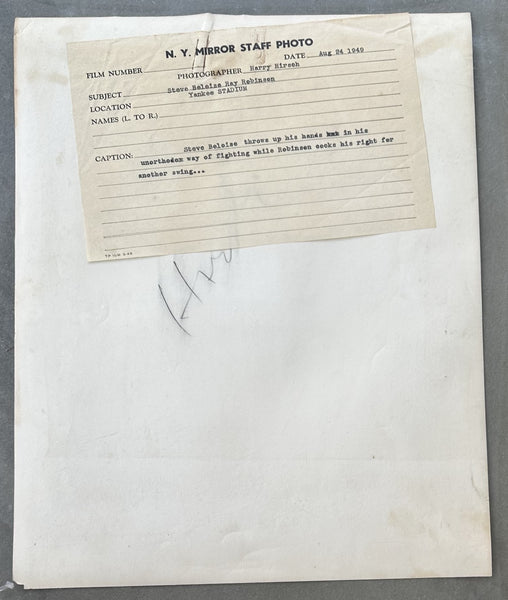 N. Y. MIRROR STAFF PHOTO
FILM NUMBER DATE Aug 24 1949
PHOTOGRAPHER Harry Hirsch
SUBJECT Steve Beloise Ray Robinson
LOCATION Yankee STADIUM
NAMES (L. TO R.)
CAPTION: Steve Beloise throws up his hands in his
unorthodox way of fighting while Robinson cocks his right for
another swing...